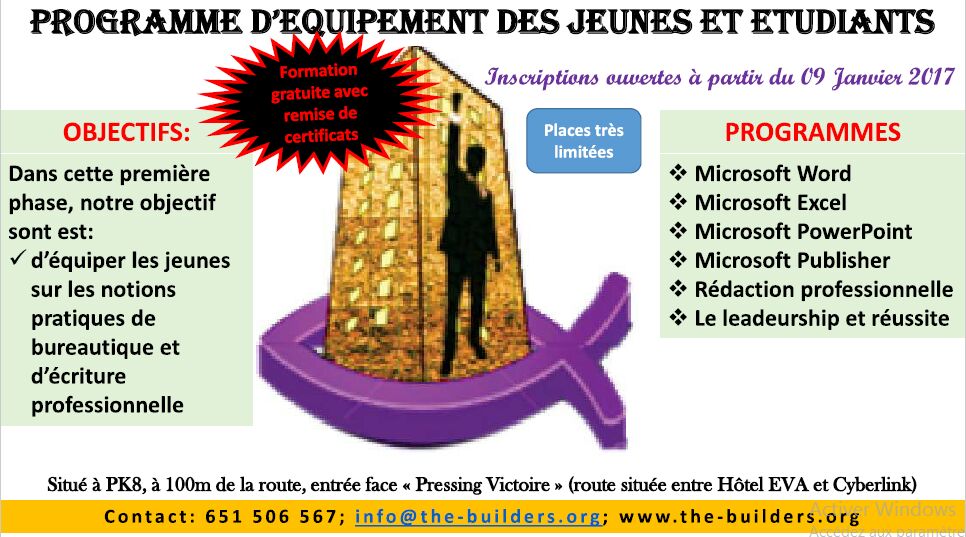 PROGRAMME D'EQUIPEMENT DES JEUNES ET ETUDIANTS
Formation
gratuite avec
remise de
certificats
Inscriptions ouvertes à partir du 09 Janvier 2017
Places très
limitées
OBJECTIFS:
Dans cette première
phase, notre objectif
sont est:
✓ d'équiper les jeunes
sur les notions
pratiques de
bureautique et
d'écriture
professionnelle
PROGRAMMES
❖ Microsoft Word
❖ Microsoft Excel
❖ Microsoft PowerPoint
❖ Microsoft Publisher
❖ Rédaction professionnelle
❖ Le leadeurship et réussite
Situé à PK8, à 100m de la route, entrée face « Pressing Victoire » (route située entre Hôtel EVA et Cyberlink)
Contact: 651 506 567; info@the-builders.org; www.the-builders.org
Activer Windows
Accédez aux paramètre